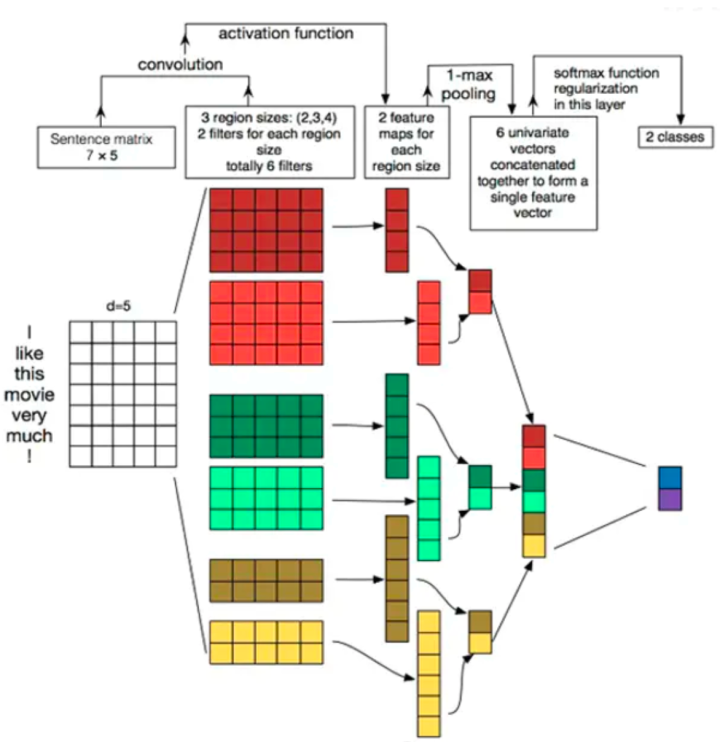 activation function
convolution
1-max
pooling
softmax function
regularization
in this layer
Sentence matrix
7 × 5
3 region sizes: (2,3,4)
2 filters for each region
size
totally 6 filters
2 feature
maps for
each
region size
6 univariate
vectors
concatenated
together to form a
single feature
vector
2 classes
d=5
I
like
this
movie
very
much
!